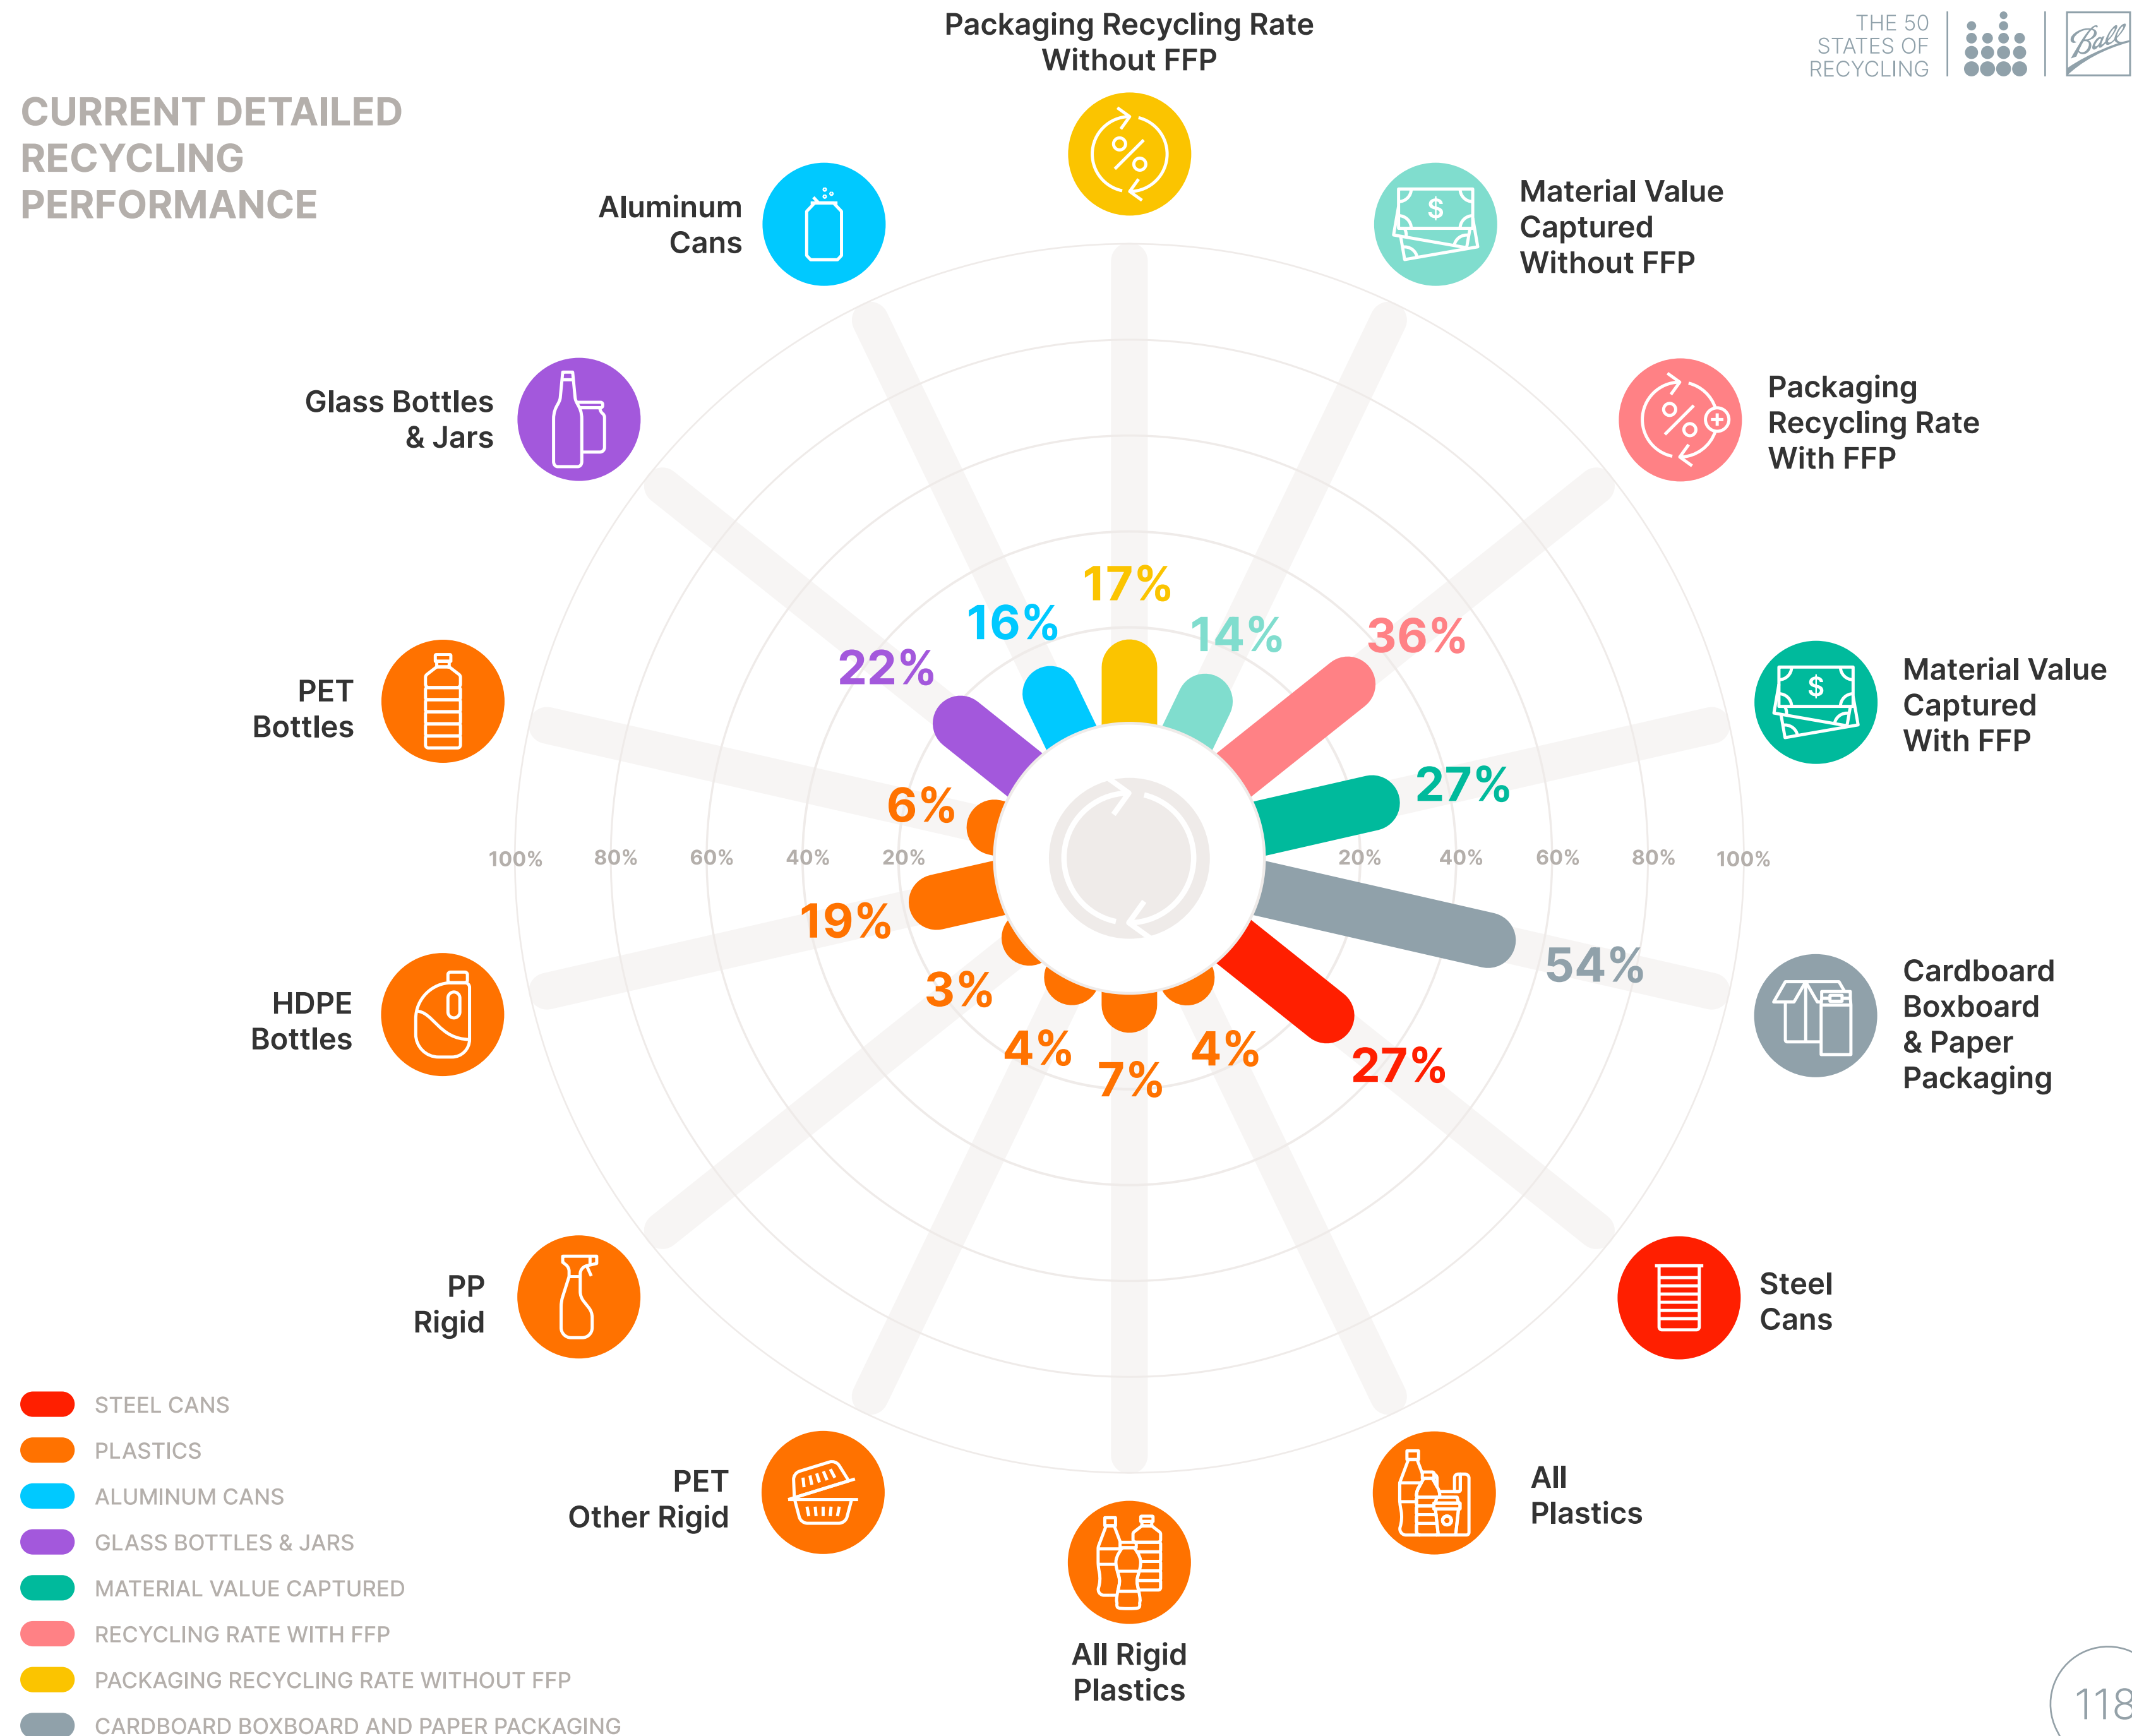 CURRENT DETAILED
RECYCLING
PERFORMANCE
THE 50
STATES OF
RECYCLING
Ball
Packaging Recycling Rate
Without FFP
Material Value
Captured
Without FFP
Packaging
Recycling Rate
With FFP
Material Value
Captured
With FFP
Cardboard
Boxboard
& Paper
Packaging
Steel
Cans
All
Plastics
All Rigid
Plastics
PET
Other Rigid
PP
Rigid
HDPE
Bottles
PET
Bottles
Glass Bottles
& Jars
Aluminum
Cans
17%
14%
36%
27%
54%
27%
4%
7%
4%
3%
19%
6%
22%
16%
100% 80% 60% 40% 20% 20% 40% 60% 80% 100%
STEEL CANS
PLASTICS
ALUMINUM CANS
GLASS BOTTLES & JARS
MATERIAL VALUE CAPTURED
RECYCLING RATE WITH FFP
PACKAGING RECYCLING RATE WITHOUT FFP
CARDBOARD BOXBOARD AND PAPER PACKAGING
118